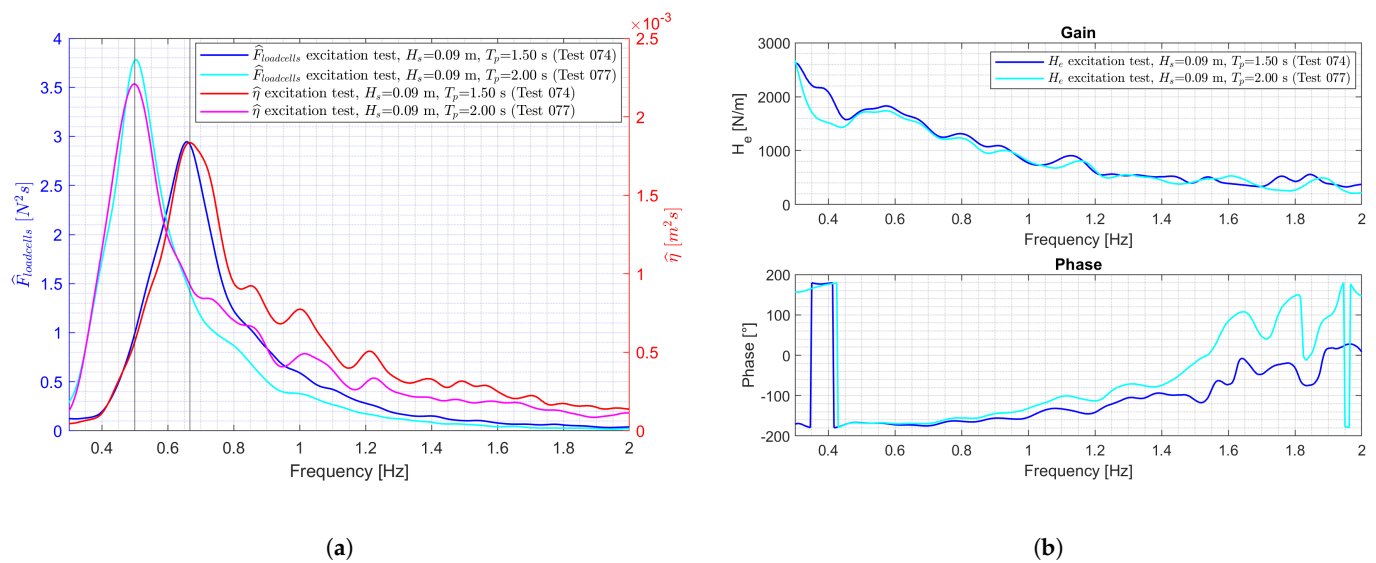 ×10⁻³
4
3.5
3
2.5
2
1.5
1
0.5
0
2.5
2
1.5
1
0.5
0
F̂loadcells excitation test, Hs=0.09 m, Tp=1.50 s (Test 074)
F̂loadcells excitation test, Hs=0.09 m, Tp=2.00 s (Test 077)
η̂ excitation test, Hs=0.09 m, Tp=1.50 s (Test 074)
η̂ excitation test, Hs=0.09 m, Tp=2.00 s (Test 077)
F̂loadcells [N²s]
η̂ [m²s]
0.4 0.6 0.8 1 1.2 1.4 1.6 1.8 2
Frequency [Hz]
(a)
Gain
3000
2000
1000
0
He [N/m]
He excitation test, Hs=0.09 m, Tp=1.50 s (Test 074)
He excitation test, Hs=0.09 m, Tp=2.00 s (Test 077)
0.4 0.6 0.8 1 1.2 1.4 1.6 1.8 2
Frequency [Hz]
Phase
200
100
0
-100
-200
Phase [°]
0.4 0.6 0.8 1 1.2 1.4 1.6 1.8 2
Frequency [Hz]
(b)